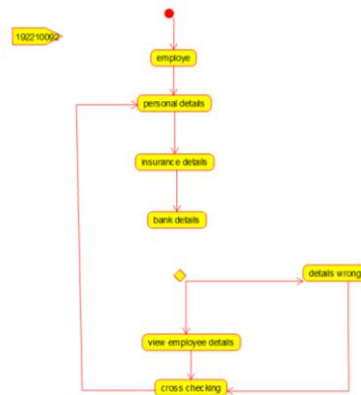 192210092
employe
personal details
insurance details
bank details
details wrong
view employee details
cross checking